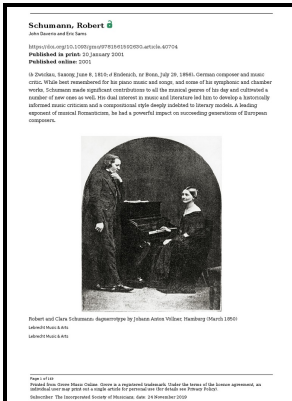 Schumann, Robert
John Daverio and Eric Sams
https://doi.org/10.1093/gmo/9781561592630.article.40704
Published in print: 20 January 2001
Published online: 2001
(b Zwickau, Saxony, June 8, 1810; d Endenich, nr Bonn, July 29, 1856). German composer and music
critic. While best remembered for his piano music and songs, and some of his symphonic and chamber
works, Schumann made significant contributions to all the musical genres of his day and cultivated a
number of new ones as well. His dual interest in music and literature led him to develop a historically
informed music criticism and a compositional style deeply indebted to literary models. A leading
exponent of musical Romanticism, he had a powerful impact on succeeding generations of European
composers.
Robert and Clara Schumann: daguerrotype by Johann Anton Völlner, Hamburg (March 1850)
Lebrecht Music & Arts
Lebrecht Music & Arts
Printed from Grove Music Online. Grove is a registered trademark. Under the terms of the licence agreement, an
individual user may print out a single article for personal use (for details see Privacy Policy).
Subscriber: The Incorporated Society of Musicians; date: 24 November 2018